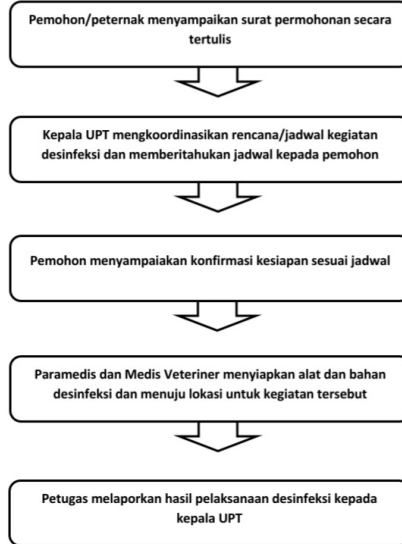 Pemohon/peternak menyampaikan surat permohonan secara
tertulis
Kepala UPT mengkoordinasikan rencana/jadwal kegiatan
desinfeksi dan memberitahukan jadwal kepada pemohon
Pemohon menyampaiakan konfirmasi kesiapan sesuai jadwal
Paramedis dan Medis Veteriner menyiapkan alat dan bahan
desinfeksi dan menuju lokasi untuk kegiatan tersebut
Petugas melaporkan hasil pelaksanaan desinfeksi kepada
kepala UPT